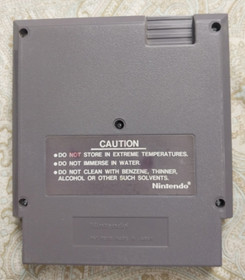 CAUTION
•DO NOT STORE IN EXTREME TEMPERATURES.
•DO NOT IMMERSE IN WATER.
•DO NOT CLEAN WITH BENZENE, THINNER,
ALCOHOL OR OTHER SUCH SOLVENTS.
Nintendo